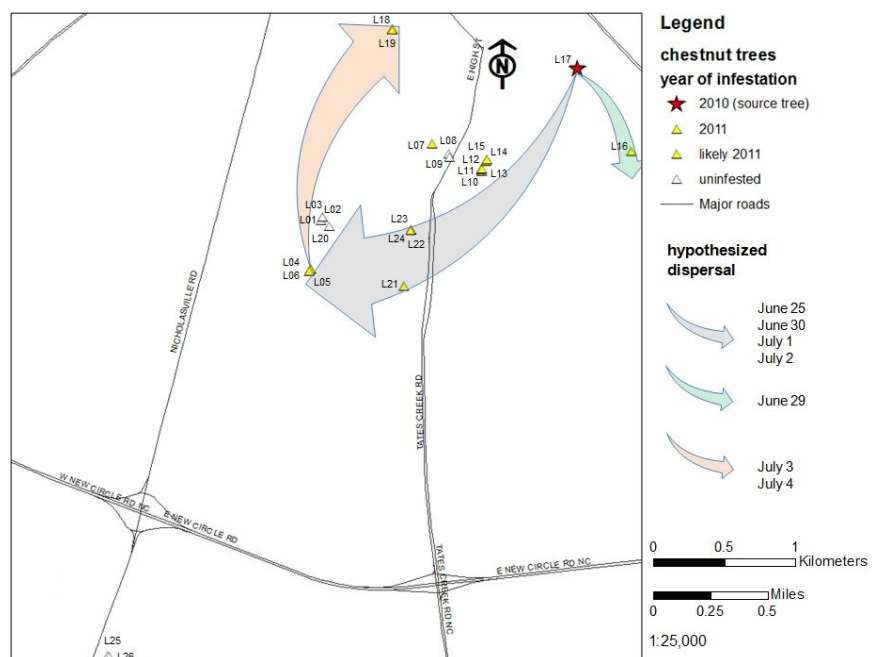 L18
L19
E HIGH ST
N
L17
L16
L07
L08
L09
L15
L14
L12
L11
L13
L10
L03
L02
L01
L20
L23
L24
L22
L04
L06
L05
L21
NICHOLASVILLE RD
TATES CREEK RD
W NEW CIRCLE RD NC
E NEW CIRCLE RD
TATES CREEK RD NC
E NEW CIRCLE RD NC
L25
L26
Legend
chestnut trees
year of infestation
2010 (source tree)
2011
likely 2011
uninfested
Major roads
hypothesized
dispersal
June 25
June 30
July 1
July 2
June 29
July 3
July 4
0 0.5 1
Kilometers
Miles
0 0.25 0.5
1:25,000